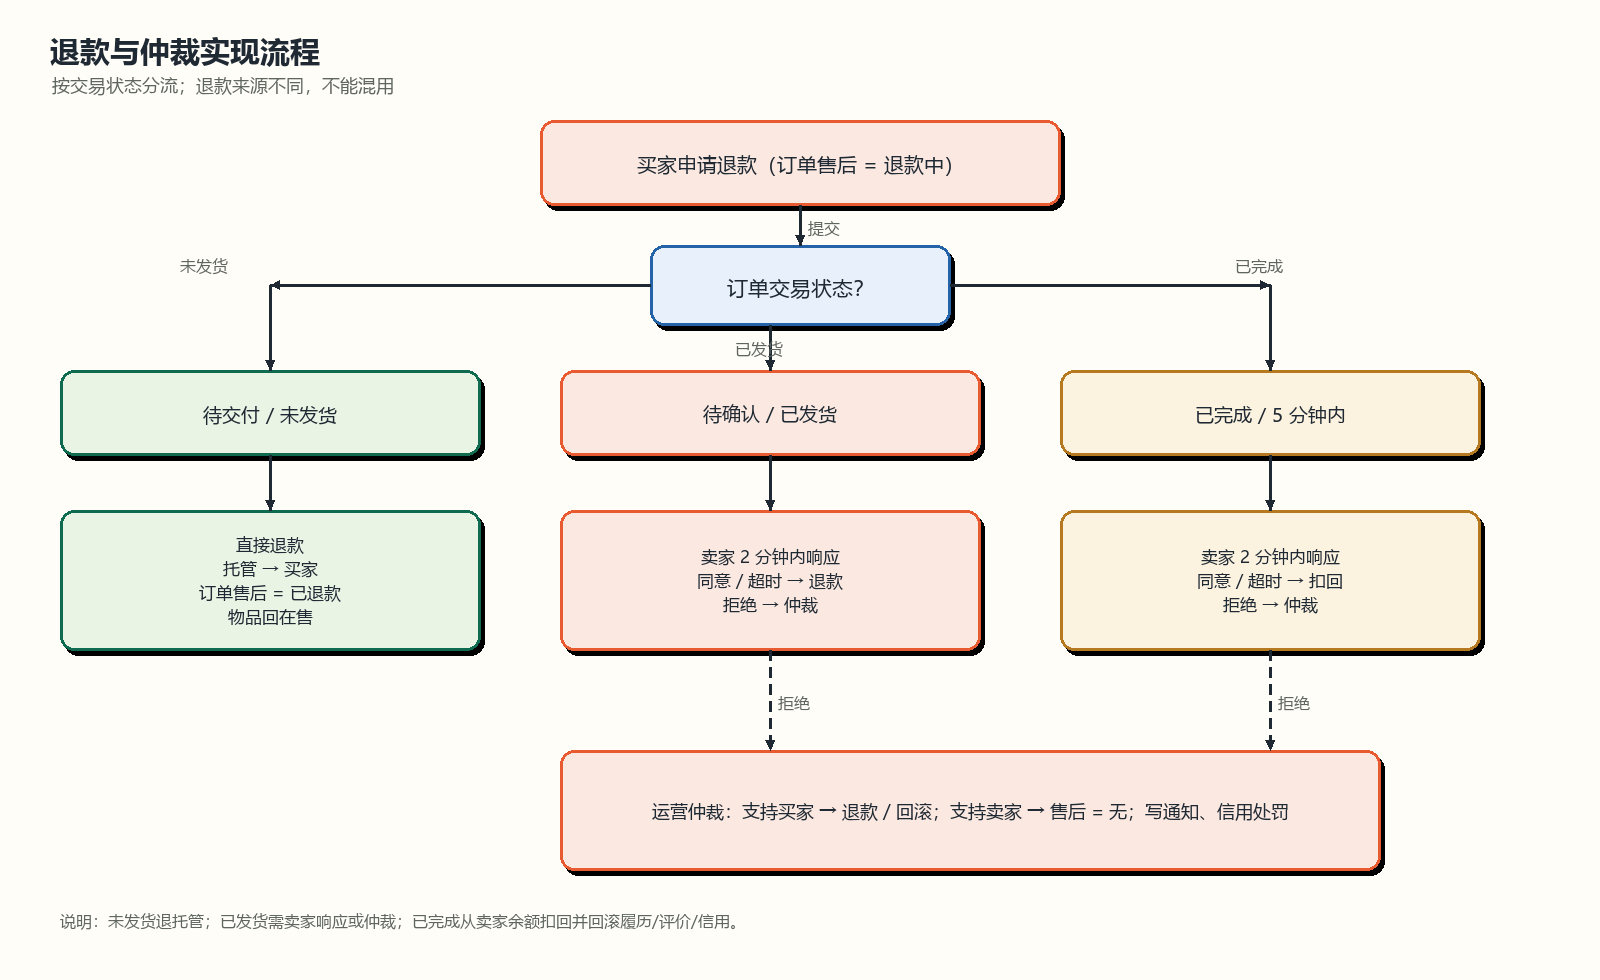 退款与仲裁实现流程
按交易状态分流；退款来源不同，不能混用
买家申请退款（订单售后 = 退款中）
提交
未发货
订单交易状态？
已完成
已发货
待交付 / 未发货
待确认 / 已发货
已完成 / 5 分钟内
直接退款
托管 → 买家
订单售后 = 已退款
物品回在售
卖家 2 分钟内响应
同意 / 超时 → 退款
拒绝 → 仲裁
卖家 2 分钟内响应
同意 / 超时 → 扣回
拒绝 → 仲裁
拒绝
拒绝
运营仲裁：支持买家 → 退款 / 回滚；支持卖家 → 售后 = 无；写通知、信用处罚
说明：未发货退托管；已发货需卖家响应或仲裁；已完成从卖家余额扣回并回滚履历/评价/信用。